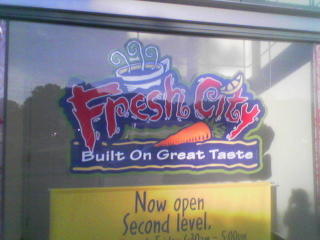 Fresh City
Built On Great Taste
Now open
Second level,